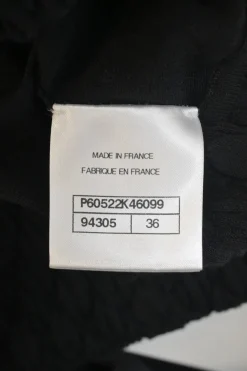 MADE IN FRANCE
FABRIQUE EN FRANCE
P60522K46099
94305 36